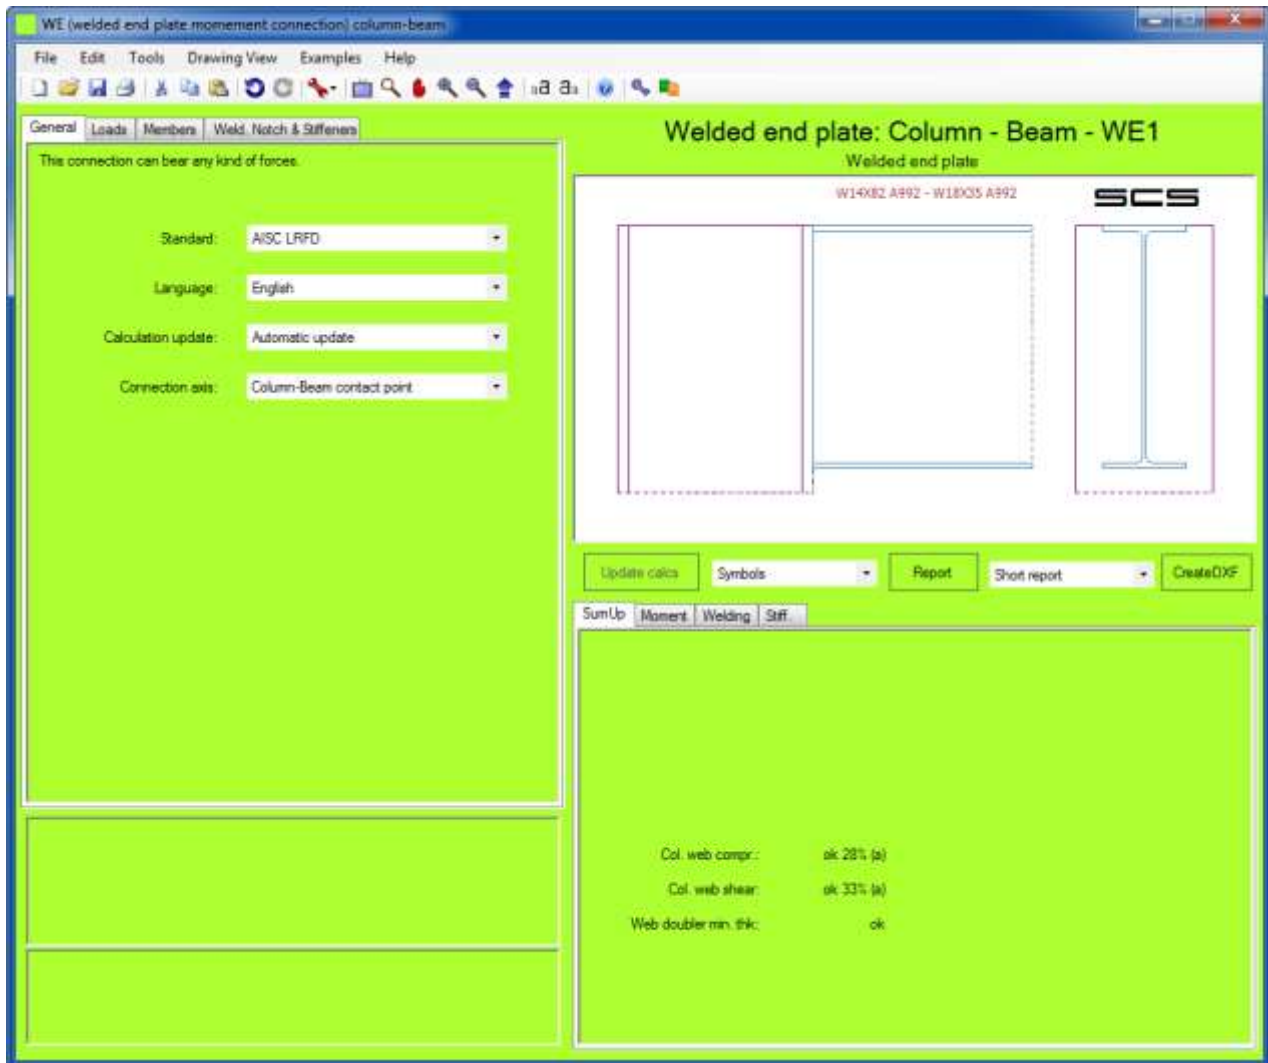 WE (welded end plate momement connection) column-beam
File Edit Tools Drawing View Examples Help
General Loads Members Weld. Notch & Stiffeners
This connection can bear any kind of forces.
Standard: AISC LRFD
Language: English
Calculation update: Automatic update
Connection axis: Column-Beam contact point
Welded end plate: Column - Beam - WE1
Welded end plate
W14X82 A992 - W18X35 A992
SCS
Update calcs Symbols Report Short report CreateDXF
SumUp Moment Welding Stiff.
Col. web compr.: ok 28% (a)
Col. web shear: ok 33% (a)
Web doubler min. thk: ok